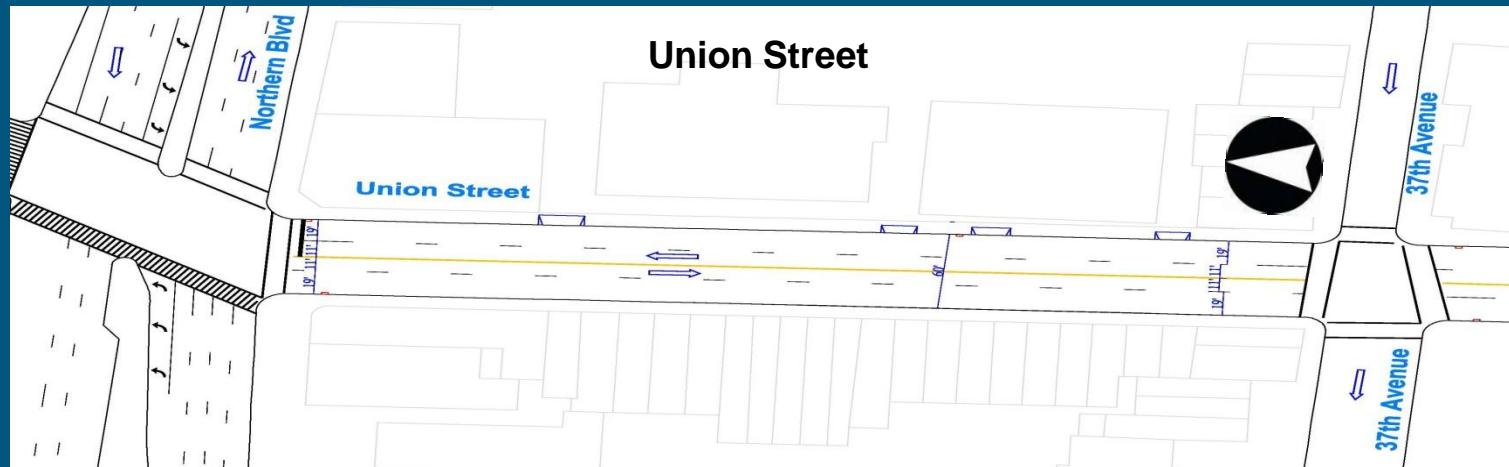 Union Street
Northern Blvd
37th Avenue
Union Street
19'
11'
11'
19'
60'
19'
11'
11'
19'
37th Avenue